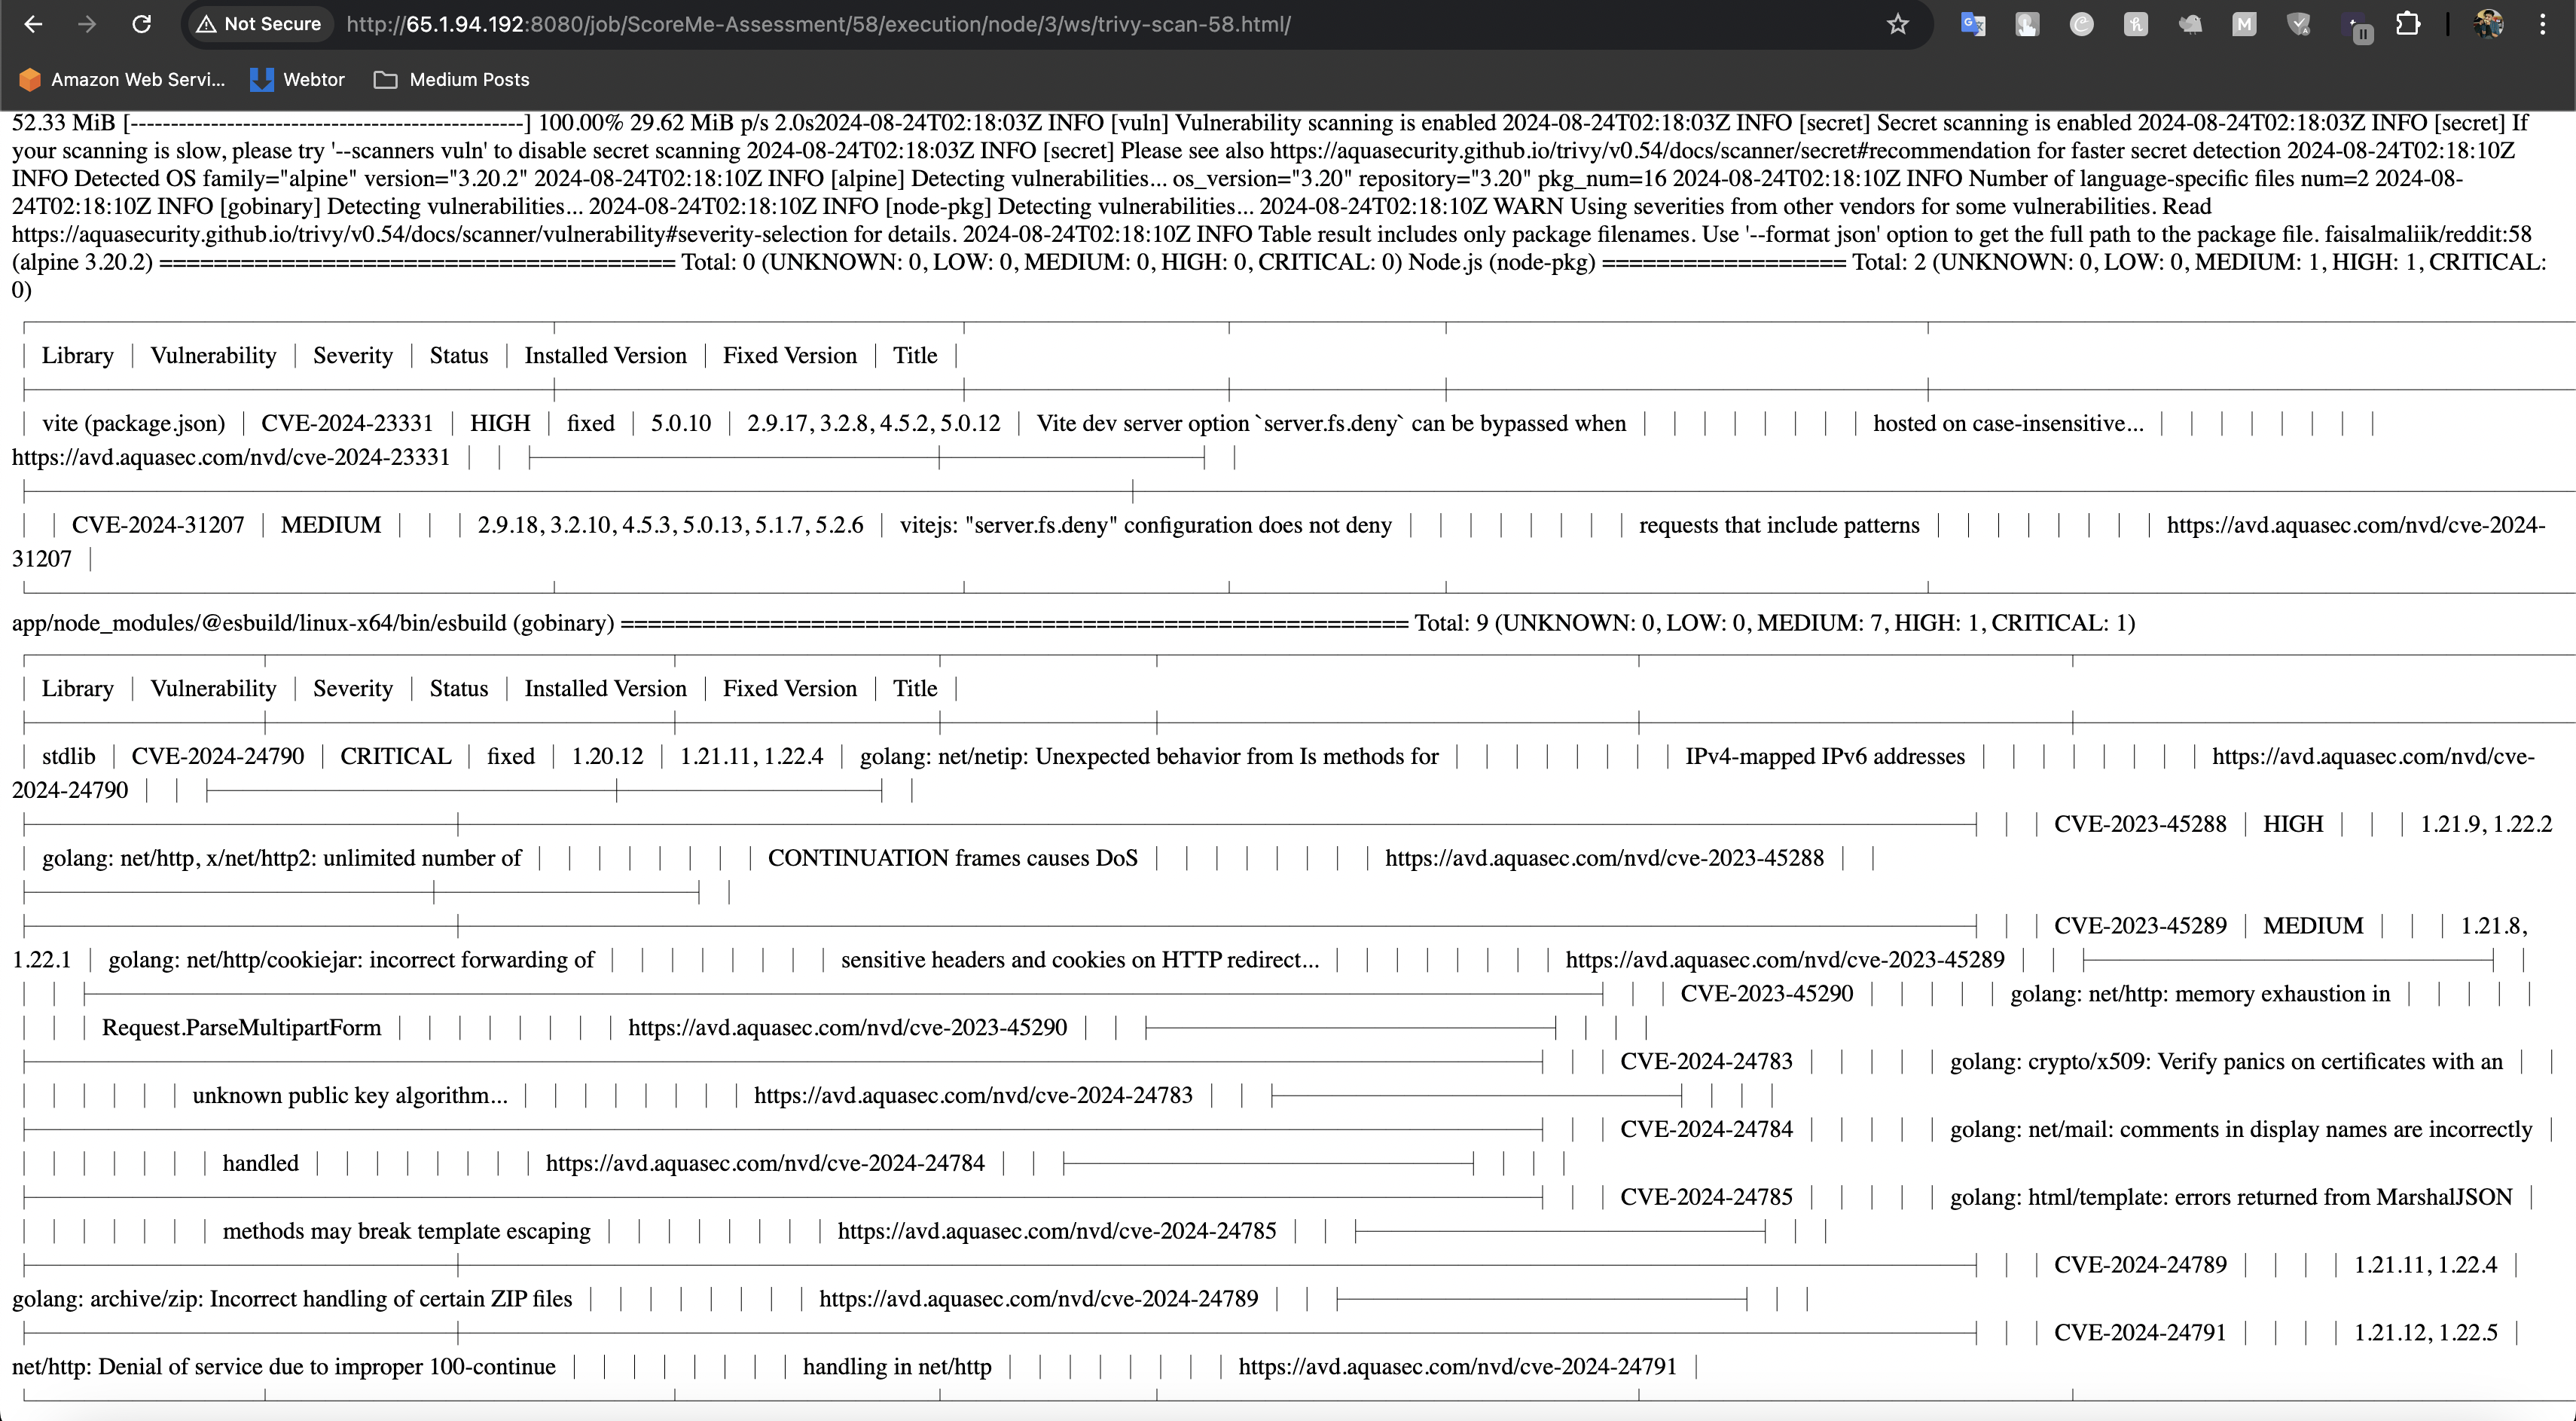 Not Secure http://65.1.94.192:8080/job/ScoreMe-Assessment/58/execution/node/3/ws/trivy-scan-58.html/
Amazon Web Servi... Webtor Medium Posts
52.33 MiB [------------------------------------------------] 100.00% 29.62 MiB p/s 2.0s2024-08-24T02:18:03Z INFO [vuln] Vulnerability scanning is enabled 2024-08-24T02:18:03Z INFO [secret] Secret scanning is enabled 2024-08-24T02:18:03Z INFO [secret] If
your scanning is slow, please try '--scanners vuln' to disable secret scanning 2024-08-24T02:18:03Z INFO [secret] Please see also https://aquasecurity.github.io/trivy/v0.54/docs/scanner/secret#recommendation for faster secret detection 2024-08-24T02:18:10Z
INFO Detected OS family="alpine" version="3.20.2" 2024-08-24T02:18:10Z INFO [alpine] Detecting vulnerabilities... os_version="3.20" repository="3.20" pkg_num=16 2024-08-24T02:18:10Z INFO Number of language-specific files num=2 2024-08-
24T02:18:10Z INFO [gobinary] Detecting vulnerabilities... 2024-08-24T02:18:10Z INFO [node-pkg] Detecting vulnerabilities... 2024-08-24T02:18:10Z WARN Using severities from other vendors for some vulnerabilities. Read
https://aquasecurity.github.io/trivy/v0.54/docs/scanner/vulnerability#severity-selection for details. 2024-08-24T02:18:10Z INFO Table result includes only package filenames. Use '--format json' option to get the full path to the package file. faisalmaliik/reddit:58
(alpine 3.20.2) =================================== Total: 0 (UNKNOWN: 0, LOW: 0, MEDIUM: 0, HIGH: 0, CRITICAL: 0) Node.js (node-pkg) ================== Total: 2 (UNKNOWN: 0, LOW: 0, MEDIUM: 1, HIGH: 1, CRITICAL:
0)
│ Library │ Vulnerability │ Severity │ Status │ Installed Version │ Fixed Version │ Title │
│ vite (package.json) │ CVE-2024-23331 │ HIGH │ fixed │ 5.0.10 │ 2.9.17, 3.2.8, 4.5.2, 5.0.12 │ Vite dev server option `server.fs.deny` can be bypassed when │ │ │ │ │ │ │ │ hosted on case-insensitive... │ │ │ │ │ │ │ │
https://avd.aquasec.com/nvd/cve-2024-23331 │ │
│ │ CVE-2024-31207 │ MEDIUM │ │ │ 2.9.18, 3.2.10, 4.5.3, 5.0.13, 5.1.7, 5.2.6 │ vitejs: "server.fs.deny" configuration does not deny │ │ │ │ │ │ │ │ requests that include patterns │ │ │ │ │ │ │ │ https://avd.aquasec.com/nvd/cve-2024-
31207 │
app/node_modules/@esbuild/linux-x64/bin/esbuild (gobinary) ========================================================== Total: 9 (UNKNOWN: 0, LOW: 0, MEDIUM: 7, HIGH: 1, CRITICAL: 1)
│ Library │ Vulnerability │ Severity │ Status │ Installed Version │ Fixed Version │ Title │
│ stdlib │ CVE-2024-24790 │ CRITICAL │ fixed │ 1.20.12 │ 1.21.11, 1.22.4 │ golang: net/netip: Unexpected behavior from Is methods for │ │ │ │ │ │ │ │ IPv4-mapped IPv6 addresses │ │ │ │ │ │ │ │ https://avd.aquasec.com/nvd/cve-
2024-24790 │ │
│ │ CVE-2023-45288 │ HIGH │ │ │ 1.21.9, 1.22.2
│ golang: net/http, x/net/http2: unlimited number of │ │ │ │ │ │ │ │ CONTINUATION frames causes DoS │ │ │ │ │ │ │ │ https://avd.aquasec.com/nvd/cve-2023-45288 │ │
│ │ CVE-2023-45289 │ MEDIUM │ │ │ 1.21.8,
1.22.1 │ golang: net/http/cookiejar: incorrect forwarding of │ │ │ │ │ │ │ │ sensitive headers and cookies on HTTP redirect... │ │ │ │ │ │ │ │ https://avd.aquasec.com/nvd/cve-2023-45289 │ │
│ │ CVE-2023-45290 │ │ │ │ │ golang: net/http: memory exhaustion in │ │ │ │ │
│ │ │ Request.ParseMultipartForm │ │ │ │ │ │ │ │ https://avd.aquasec.com/nvd/cve-2023-45290 │ │
│ │ CVE-2024-24783 │ │ │ │ │ golang: crypto/x509: Verify panics on certificates with an │ │
│ │ │ │ │ │ unknown public key algorithm... │ │ │ │ │ │ │ │ https://avd.aquasec.com/nvd/cve-2024-24783 │ │
│ │ CVE-2024-24784 │ │ │ │ │ golang: net/mail: comments in display names are incorrectly │
│ │ │ │ │ │ │ handled │ │ │ │ │ │ │ │ https://avd.aquasec.com/nvd/cve-2024-24784 │ │
│ │ CVE-2024-24785 │ │ │ │ │ golang: html/template: errors returned from MarshalJSON │
│ │ │ │ │ │ │ methods may break template escaping │ │ │ │ │ │ │ │ https://avd.aquasec.com/nvd/cve-2024-24785 │ │
│ │ CVE-2024-24789 │ │ │ │ 1.21.11, 1.22.4 │
golang: archive/zip: Incorrect handling of certain ZIP files │ │ │ │ │ │ │ │ https://avd.aquasec.com/nvd/cve-2024-24789 │ │
│ │ CVE-2024-24791 │ │ │ │ 1.21.12, 1.22.5 │
net/http: Denial of service due to improper 100-continue │ │ │ │ │ │ │ │ handling in net/http │ │ │ │ │ │ │ │ https://avd.aquasec.com/nvd/cve-2024-24791 │